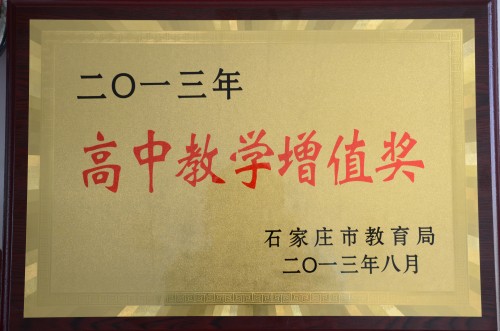 二〇一三年
高中教学增值奖
石家庄市教育局
二〇一三年八月